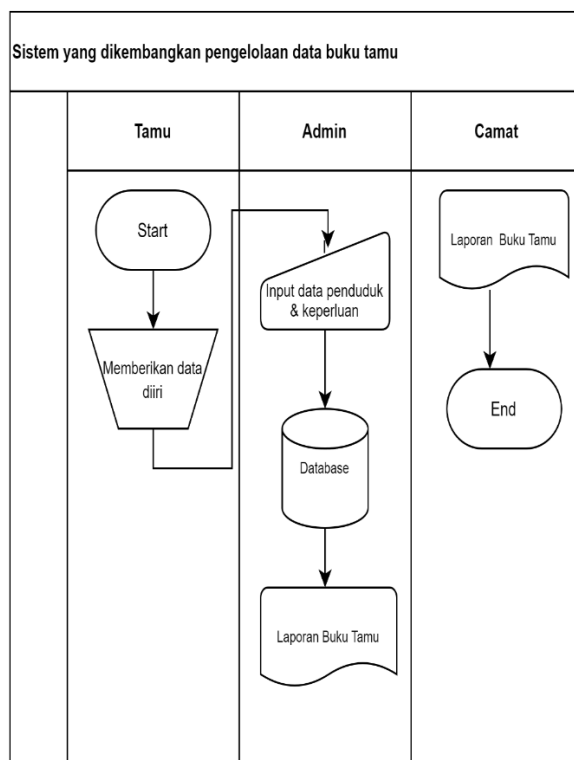 Sistem yang dikembangkan pengelolaan data buku tamu
Tamu
Admin
Camat
Start
Memberikan data
diiri
Input data penduduk
& keperluan
Database
Laporan Buku Tamu
Laporan Buku Tamu
End